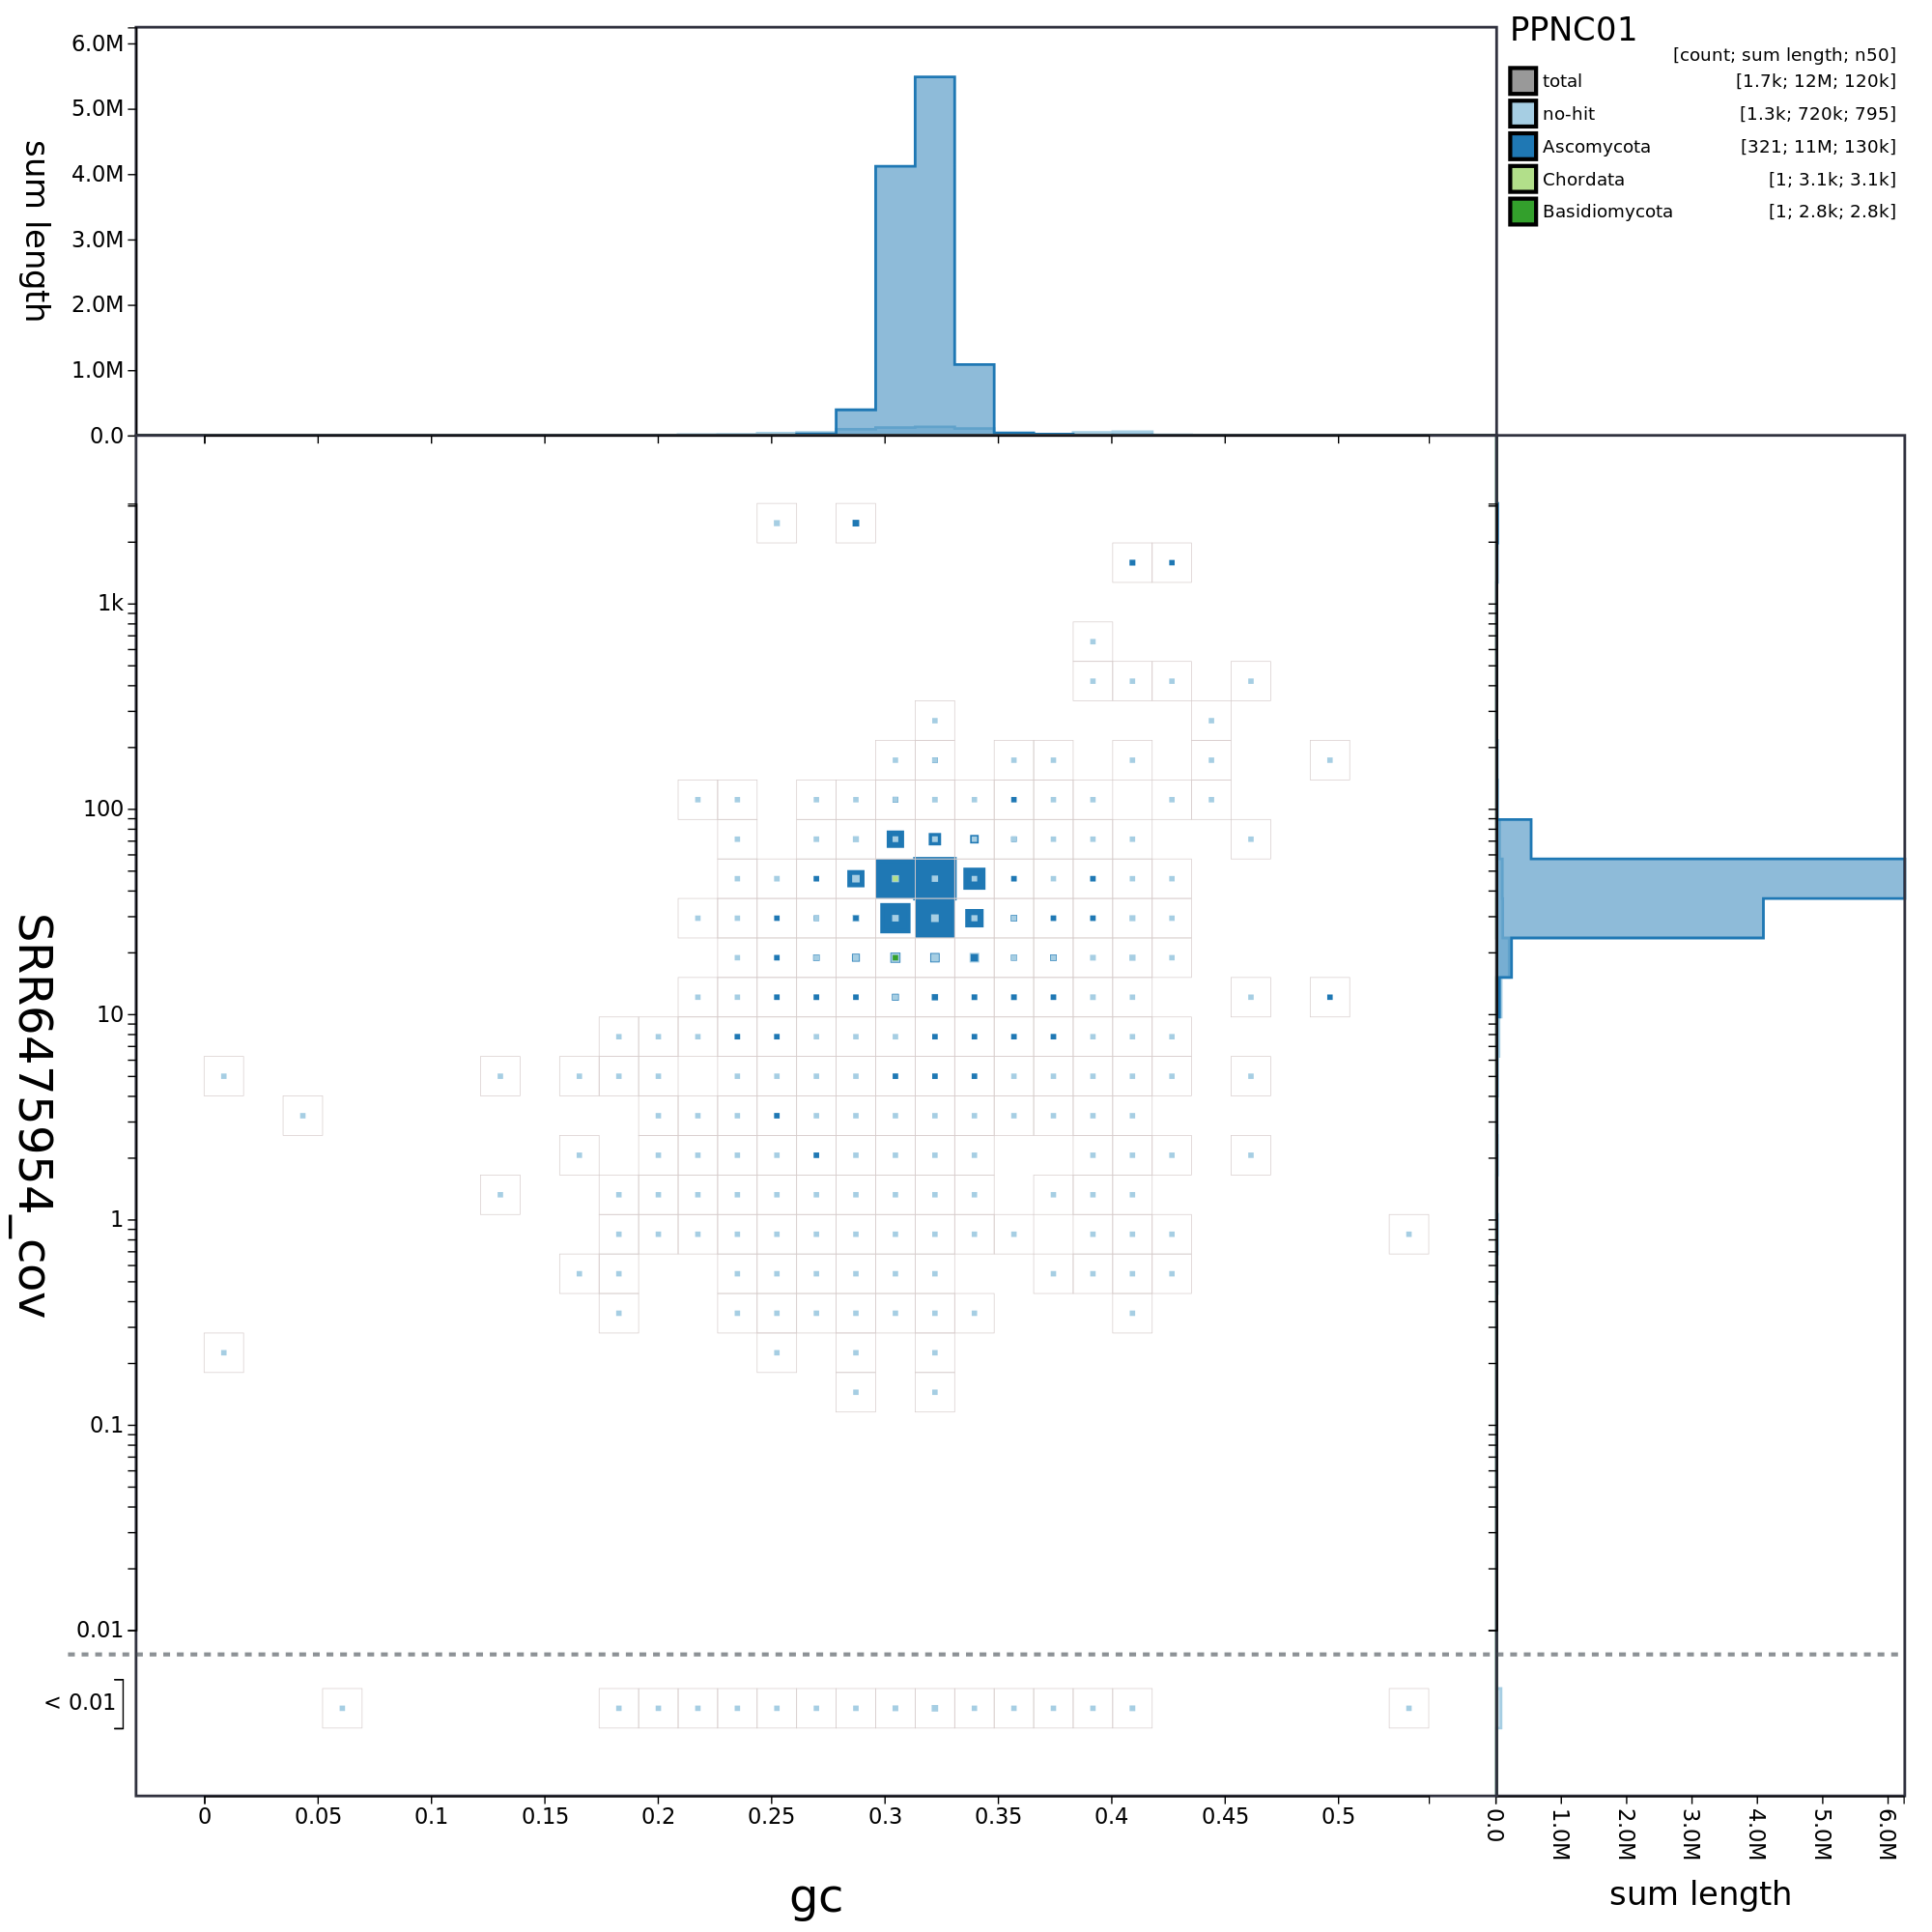 PPNC01
[count; sum length; n50]
total [1.7k; 12M; 120k]
no-hit [1.3k; 720k; 795]
Ascomycota [321; 11M; 130k]
Chordata [1; 3.1k; 3.1k]
Basidiomycota [1; 2.8k; 2.8k]
sum length
6.0M
5.0M
4.0M
3.0M
2.0M
1.0M
0.0
SRR6475954_cov
1k
100
10
1
0.1
0.01
< 0.01
0 0.05 0.1 0.15 0.2 0.25 0.3 0.35 0.4 0.45 0.5
gc
0.0 1.0M 2.0M 3.0M 4.0M 5.0M 6.0M
sum length